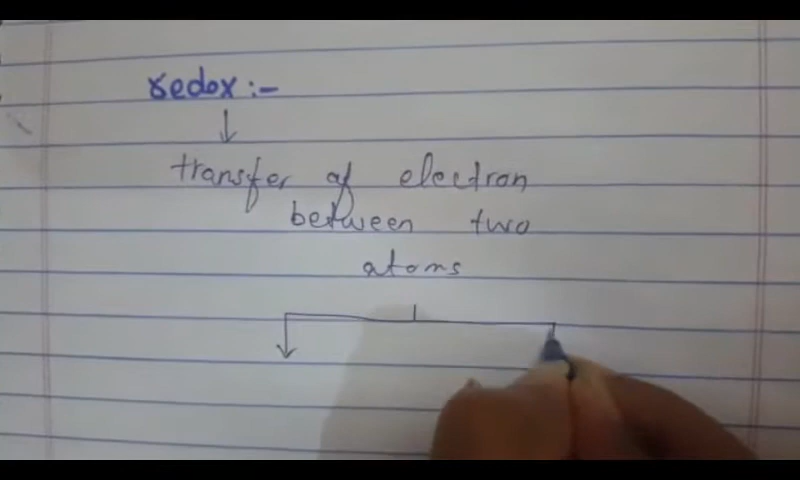 redox :-
transfer of electron
between two
atoms